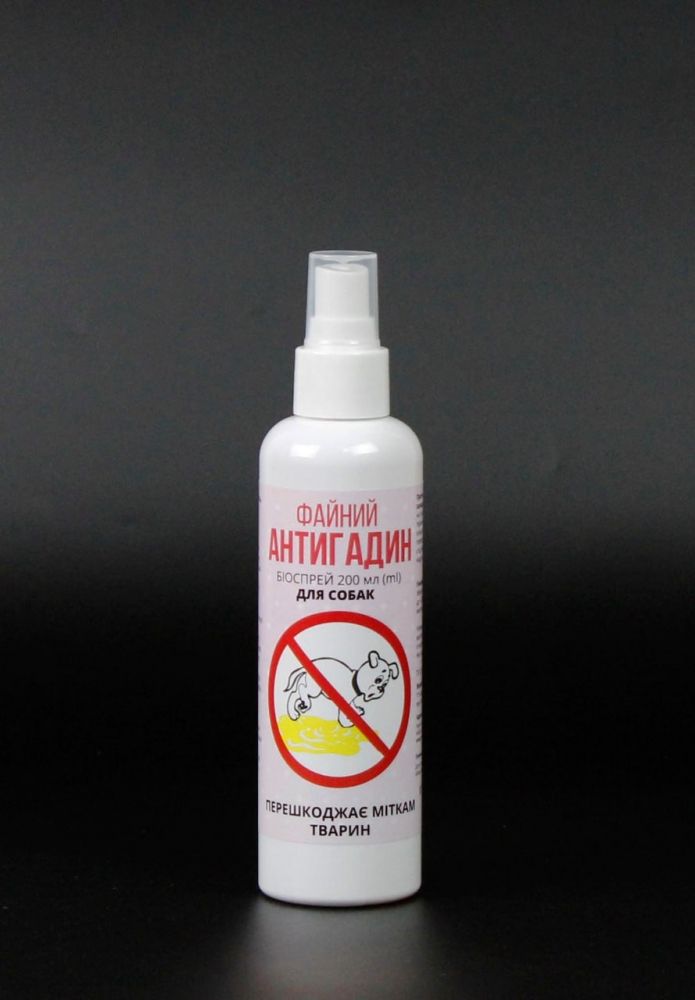 ФАЙНИЙ
АНТИГАДИН
БІОСПРЕЙ 200 мл (ml)
ДЛЯ СОБАК
ПЕРЕШКОДЖАЄ МІТКАМ
ТВАРИН